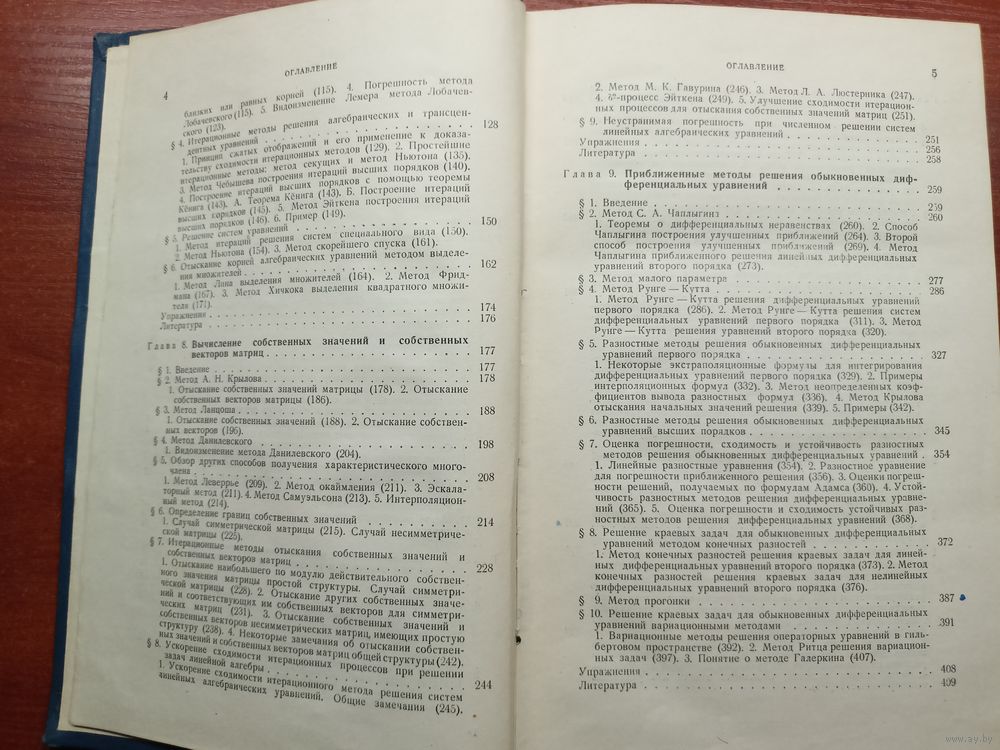 4
ОГЛАВЛЕНИЕ
близких или равных корней (115). 4. Погрешность метода
Лобачевского (115). 5. Видоизменение Лемера метода Лобачев-
ского (123).
§ 4. Итерационные методы решения алгебраических и трансцен-
дентных уравнений 128
1. Принцип сжатых отображений и его применение к доказа-
тельству сходимости итерационных методов (129). 2. Простейшие
итерационные методы: метод секущих и метод Ньютона (135).
3. Метод Чебышева построения итераций высших порядков (140).
4. Построение итераций высших порядков с помощью теоремы
Кёнига (143). А. Теорема Кёнига (143). Б. Построение итераций
высших порядков (145). 5. Метод Эйткена построения итераций
высших порядков (146). 6. Пример (149).
§ 5. Решение систем уравнений 150
1. Метод итераций решения систем специального вида (150).
2. Метод Ньютона (154). 3. Метод скорейшего спуска (161).
§ 6. Отыскание корней алгебраических уравнений методом выделе-
ния множителей 162
1. Метод Лина выделения множителей (164). 2. Метод Фрид-
мана (167). 3. Метод Хичкока выделения квадратного множи-
теля (171).
Упражнения 174
Литература 176
Глава 8. Вычисление собственных значений и собственных
векторов матриц 177
§ 1. Введение 177
§ 2. Метод А. Н. Крылова 178
1. Отыскание собственных значений матрицы (178). 2. Отыскание
собственных векторов матрицы (186).
§ 3. Метод Ланцоша 188
1. Отыскание собственных значений (188). 2. Отыскание собствен-
ных векторов (196).
§ 4. Метод Данилевского 198
1. Видоизменение метода Данилевского (204).
§ 5. Обзор других способов получения характеристического много-
члена 208
1. Метод Леверрье (209). 2. Метод окаймления (211). 3. Эскала-
торный метод (211). 4. Метод Самуэльсона (213). 5. Интерполяцион-
ный метод (214).
§ 6. Определение границ собственных значений 214
1. Случай симметрической матрицы (215). Случай несимметриче-
ской матрицы (225).
§ 7. Итерационные методы отыскания собственных значений и
собственных векторов матриц 228
1. Отыскание наибольшего по модулю действительного собствен-
ного значения матрицы простой структуры. Случай симметри-
ческой матрицы (228). 2. Отыскание других собственных значе-
ний и соответствующих им собственных векторов для симметри-
ческих матриц (231). 3. Отыскание собственных значений и
собственных векторов несимметрических матриц, имеющих простую
структуру (238). 4. Некоторые замечания об отыскании собствен-
ных значений и собственных векторов матриц общей структуры (242).
§ 8. Ускорение сходимости итерационных процессов при решении
задач линейной алгебры 244
1. Ускорение сходимости итерационного метода решения систем
линейных алгебраических уравнений. Общие замечания (245).
ОГЛАВЛЕНИЕ
5
2. Метод М. К. Гавурина (246). 3. Метод Л. А. Люстерника (247).
4. δ²-процесс Эйткена (249). 5. Улучшение сходимости итерацион-
ных процессов для отыскания собственных значений матриц (251).
§ 9. Неустранимая погрешность при численном решении систем
линейных алгебраических уравнений 251
Упражнения 256
Литература 258
Глава 9. Приближенные методы решения обыкновенных диф-
ференциальных уравнений 259
§ 1. Введение 259
§ 2. Метод С. А. Чаплыгина 260
1. Теоремы о дифференциальных неравенствах (260). 2. Способ
Чаплыгина построения улучшенных приближений (264). 3. Второй
способ построения улучшенных приближений (269). 4. Метод
Чаплыгина приближенного решения линейных дифференциальных
уравнений второго порядка (273).
§ 3. Метод малого параметра 277
§ 4. Метод Рунге — Кутта 286
1. Метод Рунге — Кутта решения дифференциальных уравнений
первого порядка (286). 2. Метод Рунге — Кутта решения систем
дифференциальных уравнений первого порядка (311). 3. Метод
Рунге — Кутта решения уравнений второго порядка (320).
§ 5. Разностные методы решения обыкновенных дифференциальных
уравнений первого порядка 327
1. Некоторые экстраполяционные формулы для интегрирования
дифференциальных уравнений первого порядка (329). 2. Примеры
интерполяционных формул (332). 3. Метод неопределенных коэф-
фициентов вывода разностных формул (336). 4. Метод Крылова
отыскания начальных значений решения (339). 5. Примеры (342).
§ 6. Разностные методы решения обыкновенных дифференциальных
уравнений высших порядков 345
§ 7. Оценка погрешности, сходимость и устойчивость разностных
методов решения обыкновенных дифференциальных уравнений . 354
1. Линейные разностные уравнения (354). 2. Разностное уравнение
для погрешности приближенного решения (356). 3. Оценки погреш-
ности решений, получаемых по формулам Адамса (360). 4. Устой-
чивость разностных методов решения дифференциальных уравне-
ний (365). 5. Оценка погрешности и сходимость устойчивых раз-
ностных методов решения дифференциальных уравнений (368).
§ 8. Решение краевых задач для обыкновенных дифференциальных
уравнений методом конечных разностей 372
1. Метод конечных разностей решения краевых задач для линей-
ных дифференциальных уравнений второго порядка (373). 2. Метод
конечных разностей решения краевых задач для нелинейных
дифференциальных уравнений второго порядка (376).
§ 9. Метод прогонки 387
§ 10. Решение краевых задач для обыкновенных дифференциальных
уравнений вариационными методами 391
1. Вариационные методы решения операторных уравнений в гиль-
бертовом пространстве (392). 2. Метод Ритца решения вариацион-
ных задач (397). 3. Понятие о методе Галеркина (407).
Упражнения 408
Литература 409
www.ay.by